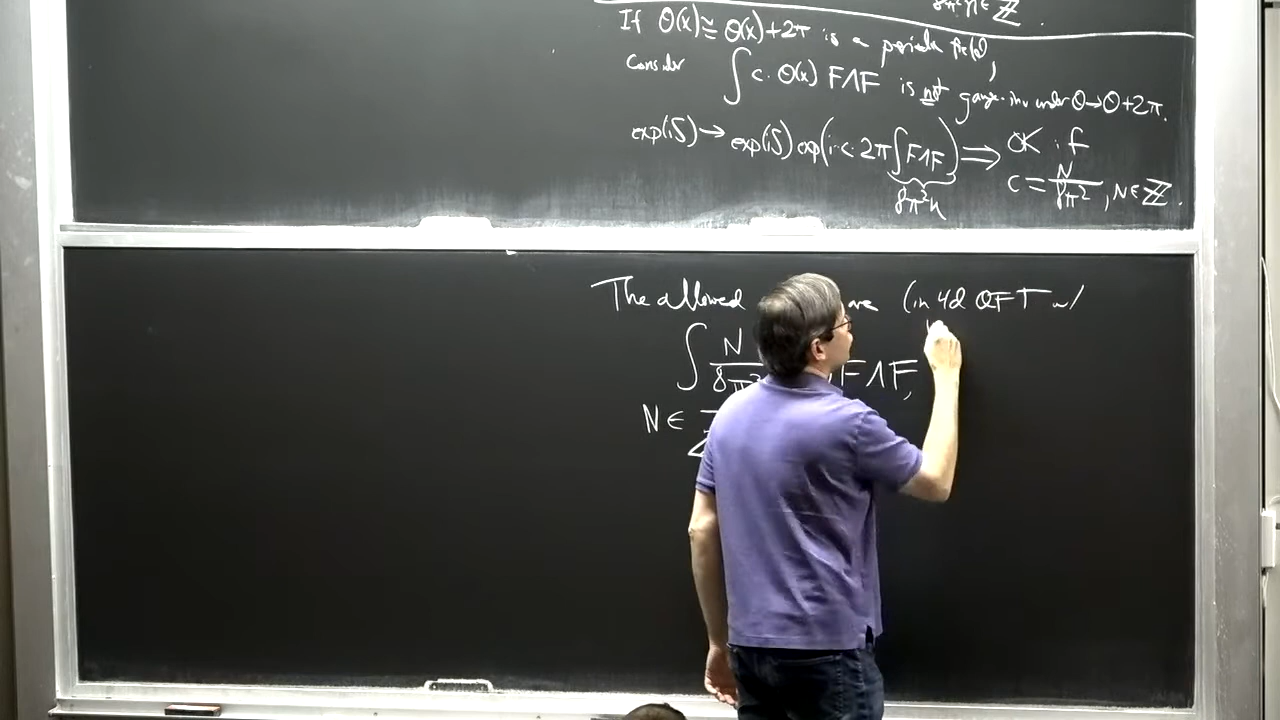 8π²n ∈ ℤ.
If Θ(x) ≅ Θ(x)+2π is a periodic field,
Consider ∫ c · Θ(x) F∧F is not gauge-inv under Θ→Θ+2π.
exp(iS) → exp(iS) exp(i·c·2π∫F∧F) ⟹ OK if
8π²n
c = N/8π², N∈ℤ.
The allowed are (in 4d QFT w/
∫ N/8π² F∧F,
N ∈